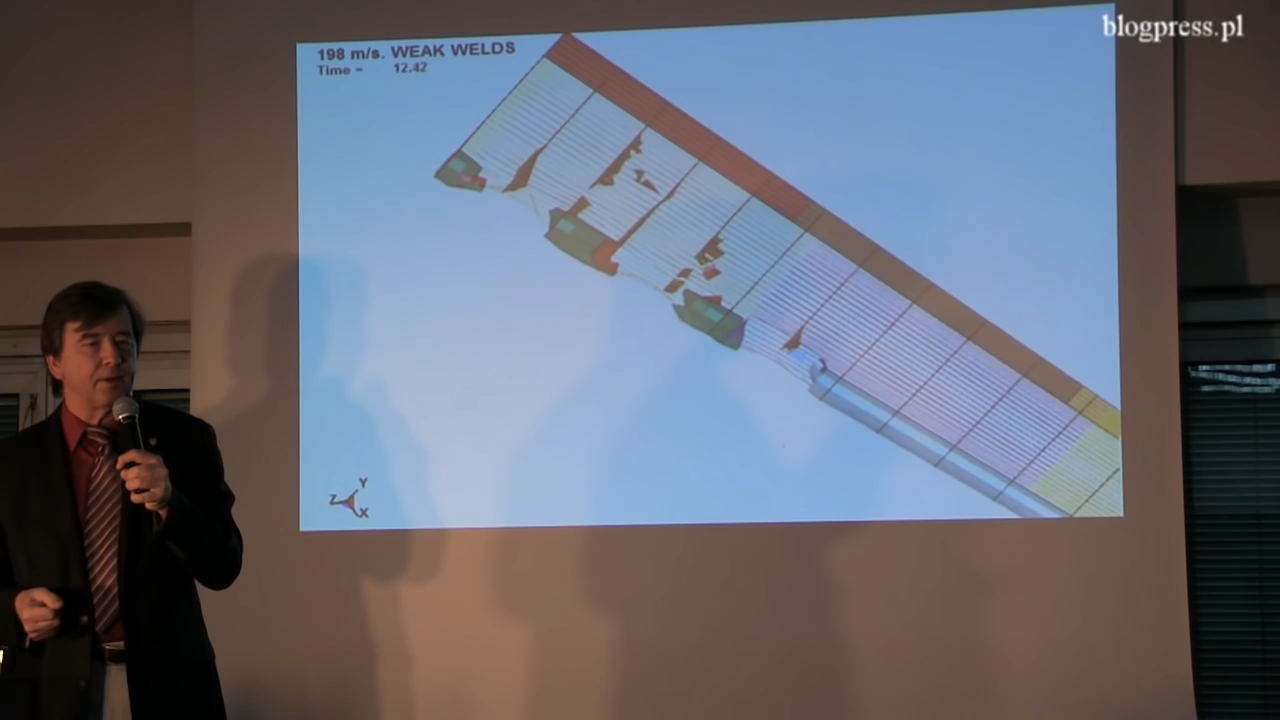 blogpress.pl
198 m/s. WEAK WELDS
Time = 12.42
Y
Z
X